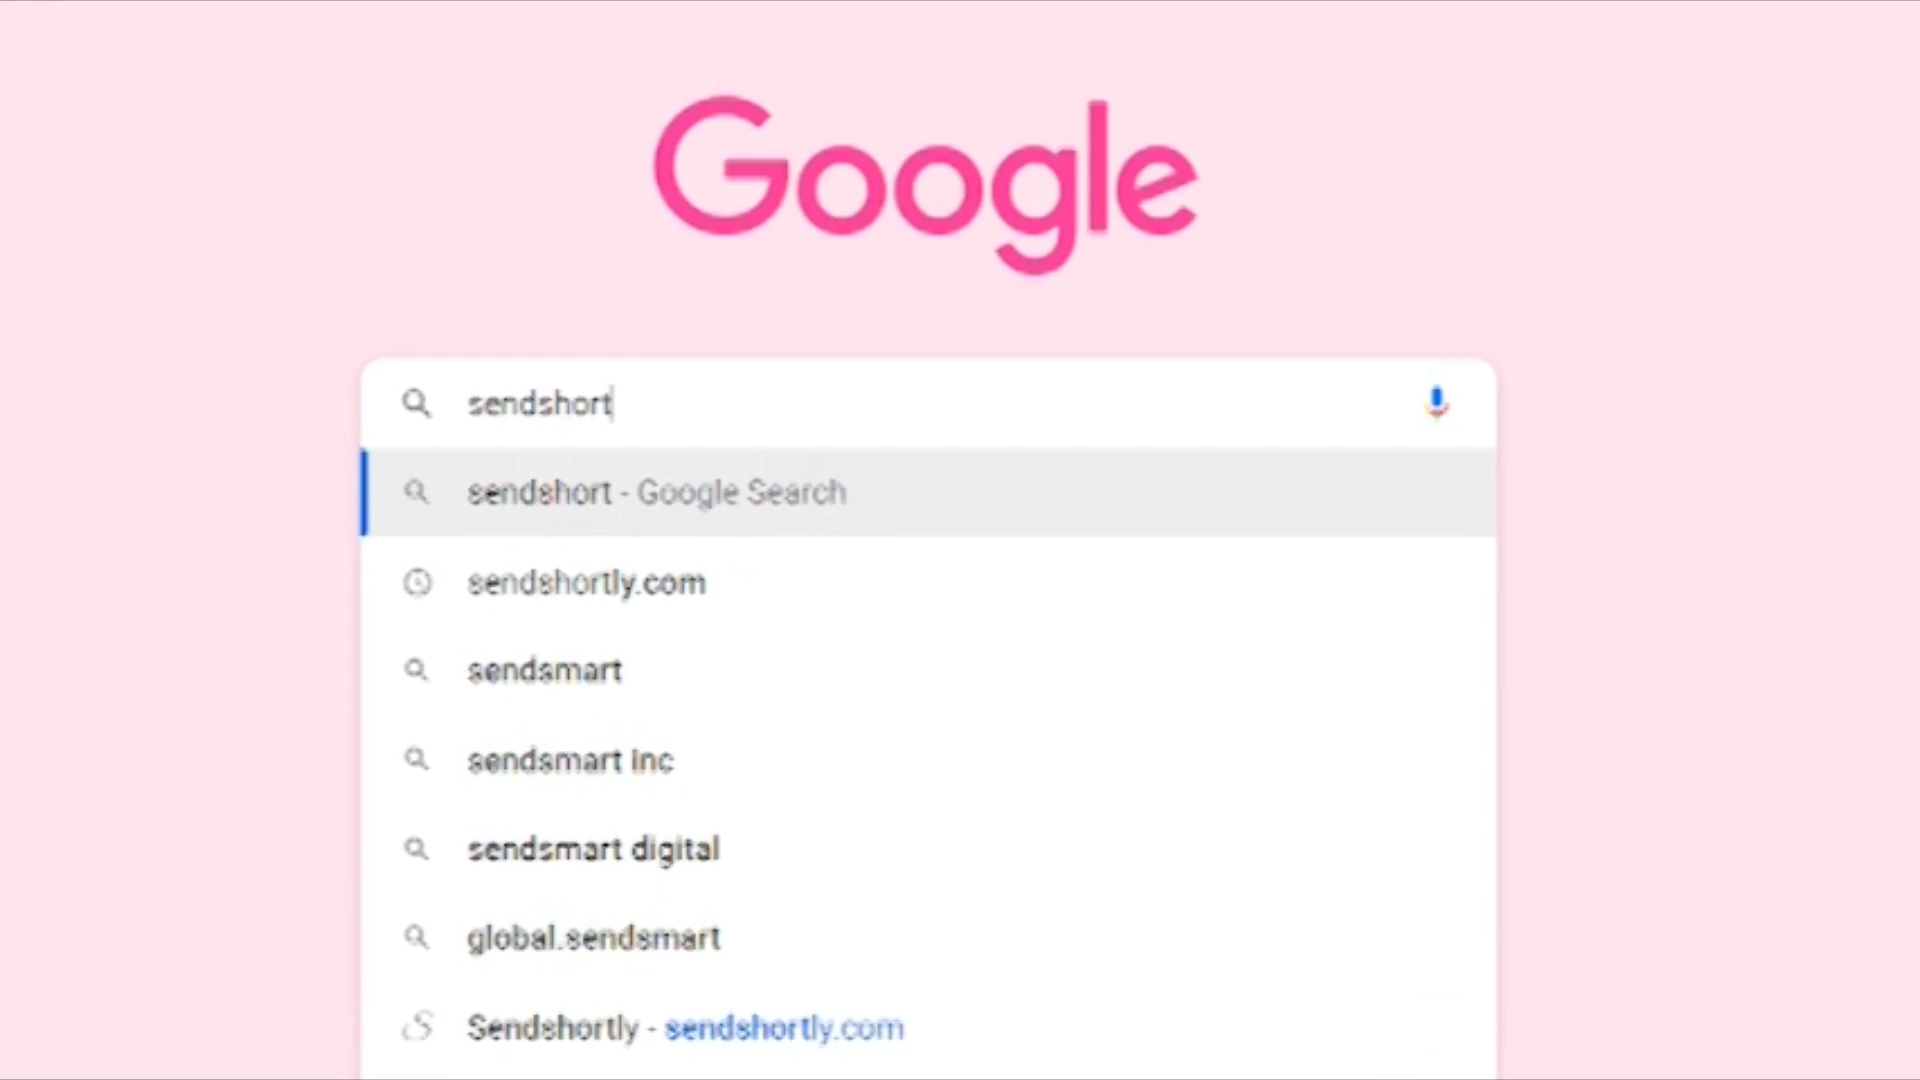 Google
sendshort
sendshort - Google Search
sendshortly.com
sendsmart
sendsmart inc
sendsmart digital
global.sendsmart
Sendshortly - sendshortly.com